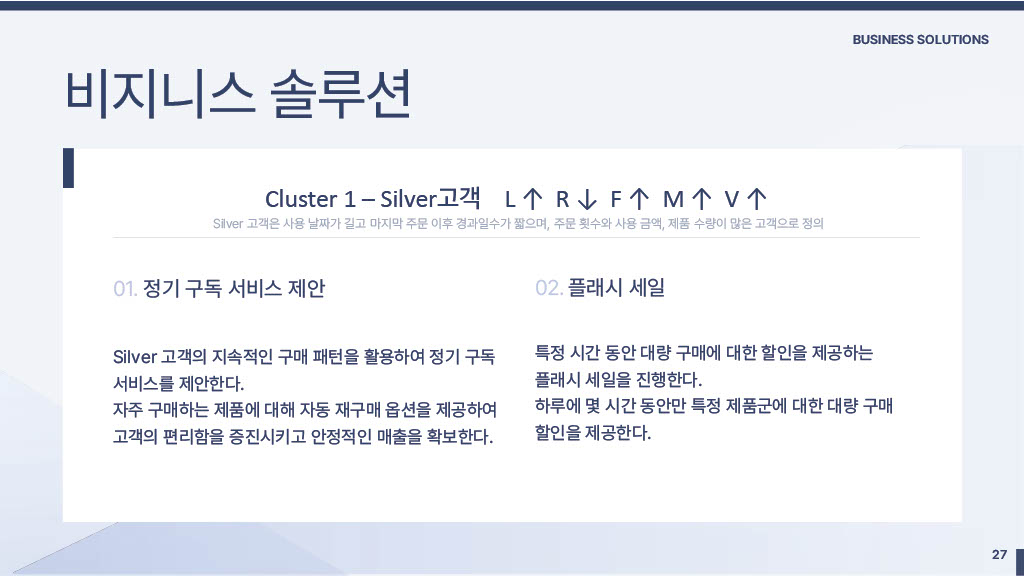 BUSINESS SOLUTIONS
비지니스 솔루션
Cluster 1 – Silver고객 L ↑ R ↓ F ↑ M ↑ V ↑
Silver 고객은 사용 날짜가 길고 마지막 주문 이후 경과일수가 짧으며, 주문 횟수와 사용 금액, 제품 수량이 많은 고객으로 정의
01. 정기 구독 서비스 제안
Silver 고객의 지속적인 구매 패턴을 활용하여 정기 구독
서비스를 제안한다.
자주 구매하는 제품에 대해 자동 재구매 옵션을 제공하여
고객의 편리함을 증진시키고 안정적인 매출을 확보한다.
02. 플래시 세일
특정 시간 동안 대량 구매에 대한 할인을 제공하는
플래시 세일을 진행한다.
하루에 몇 시간 동안만 특정 제품군에 대한 대량 구매
할인을 제공한다.
27